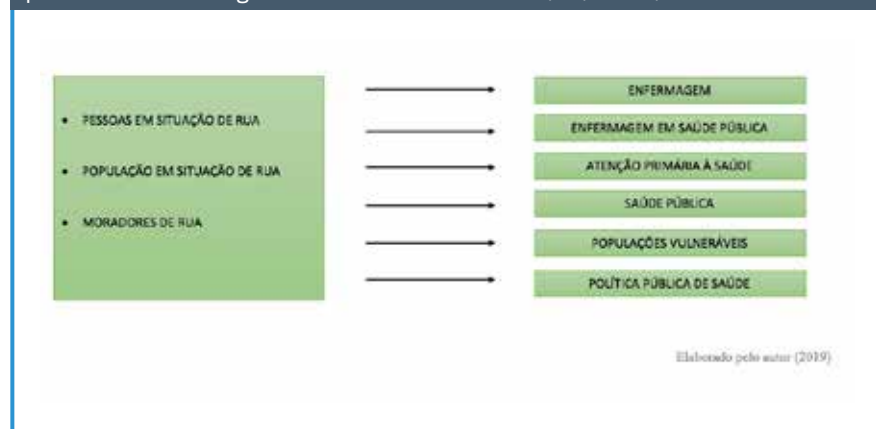 • PESSOAS EM SITUAÇÃO DE RUA
• POPULAÇÃO EM SITUAÇÃO DE RUA
• MORADORES DE RUA
ENFERMAGEM
ENFERMAGEM EM SAÚDE PÚBLICA
ATENÇÃO PRIMÁRIA À SAÚDE
SAÚDE PÚBLICA
POPULAÇÕES VULNERÁVEIS
POLÍTICA PÚBLICA DE SAÚDE
Elaborado pelo autor (2019)